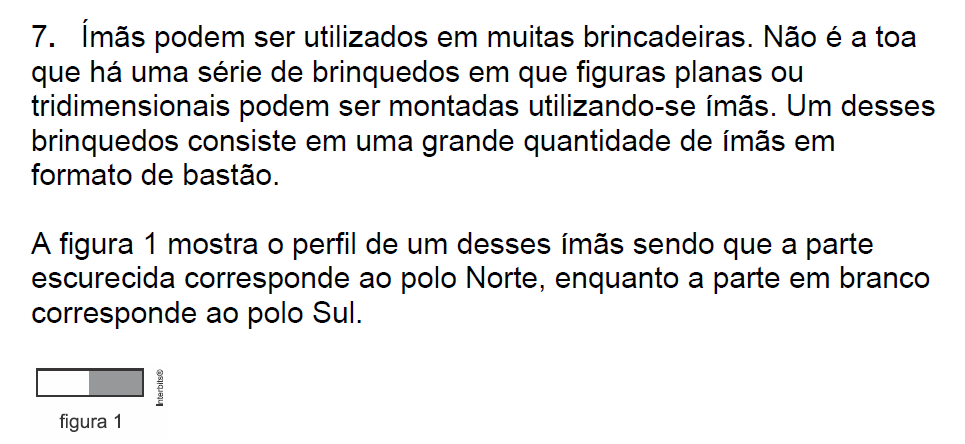 7. Ímãs podem ser utilizados em muitas brincadeiras. Não é a toa
que há uma série de brinquedos em que figuras planas ou
tridimensionais podem ser montadas utilizando-se ímãs. Um desses
brinquedos consiste em uma grande quantidade de ímãs em
formato de bastão.
A figura 1 mostra o perfil de um desses ímãs sendo que a parte
escurecida corresponde ao polo Norte, enquanto a parte em branco
corresponde ao polo Sul.
Interbits®
figura 1